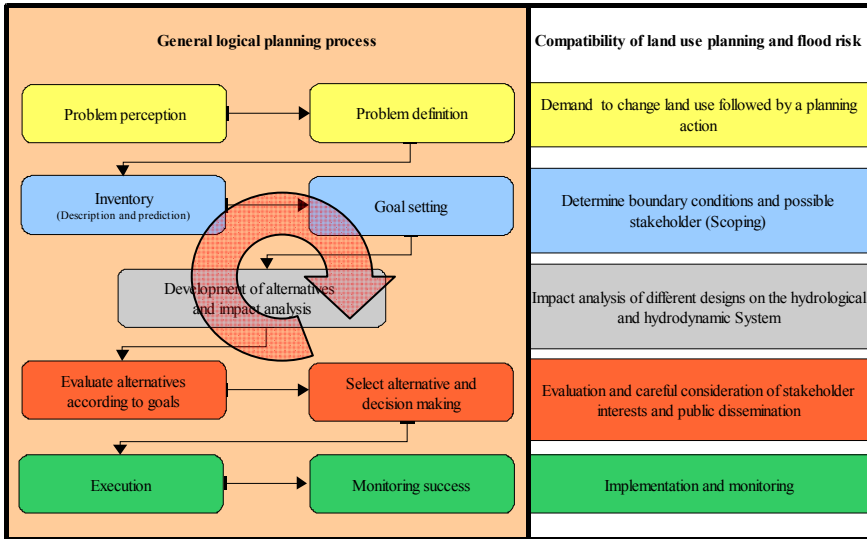 General logical planning process
Compatibility of land use planning and flood risk
Problem perception
Problem definition
Demand to change land use followed by a planning
action
Inventory
(Description and prediction)
Goal setting
Determine boundary conditions and possible
stakeholder (Scoping)
Development of alternatives
and impact analysis
Impact analysis of different designs on the hydrological
and hydrodynamic System
Evaluate alternatives
according to goals
Select alternative and
decision making
Evaluation and careful consideration of stakeholder
interests and public dissemination
Execution
Monitoring success
Implementation and monitoring